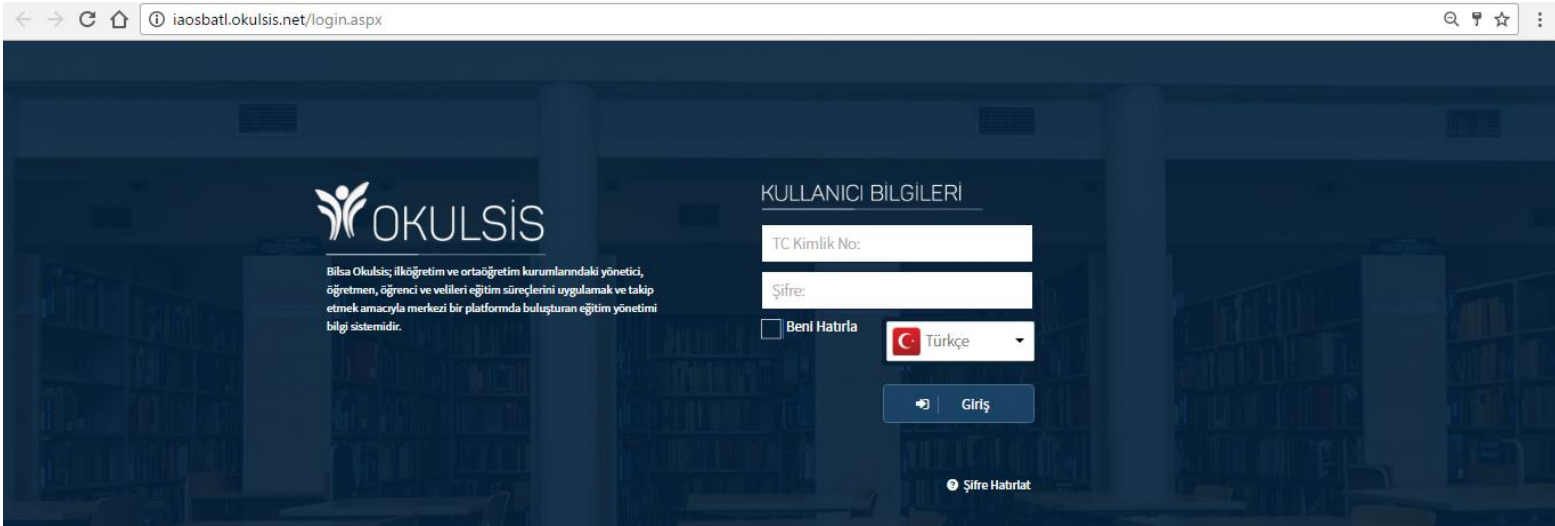 iaosbatl.okulsis.net/login.aspx
OKULSİS
Bilsa Okulsis; ilköğretim ve ortaöğretim kurumlarındaki yönetici,
öğretmen, öğrenci ve velileri eğitim süreçlerini uygulamak ve takip
etmek amacıyla merkezi bir platformda buluşturan eğitim yönetimi
bilgi sistemidir.
KULLANICI BİLGİLERİ
TC Kimlik No:
Şifre:
Beni Hatırla
Türkçe
Giriş
Şifre Hatırlat